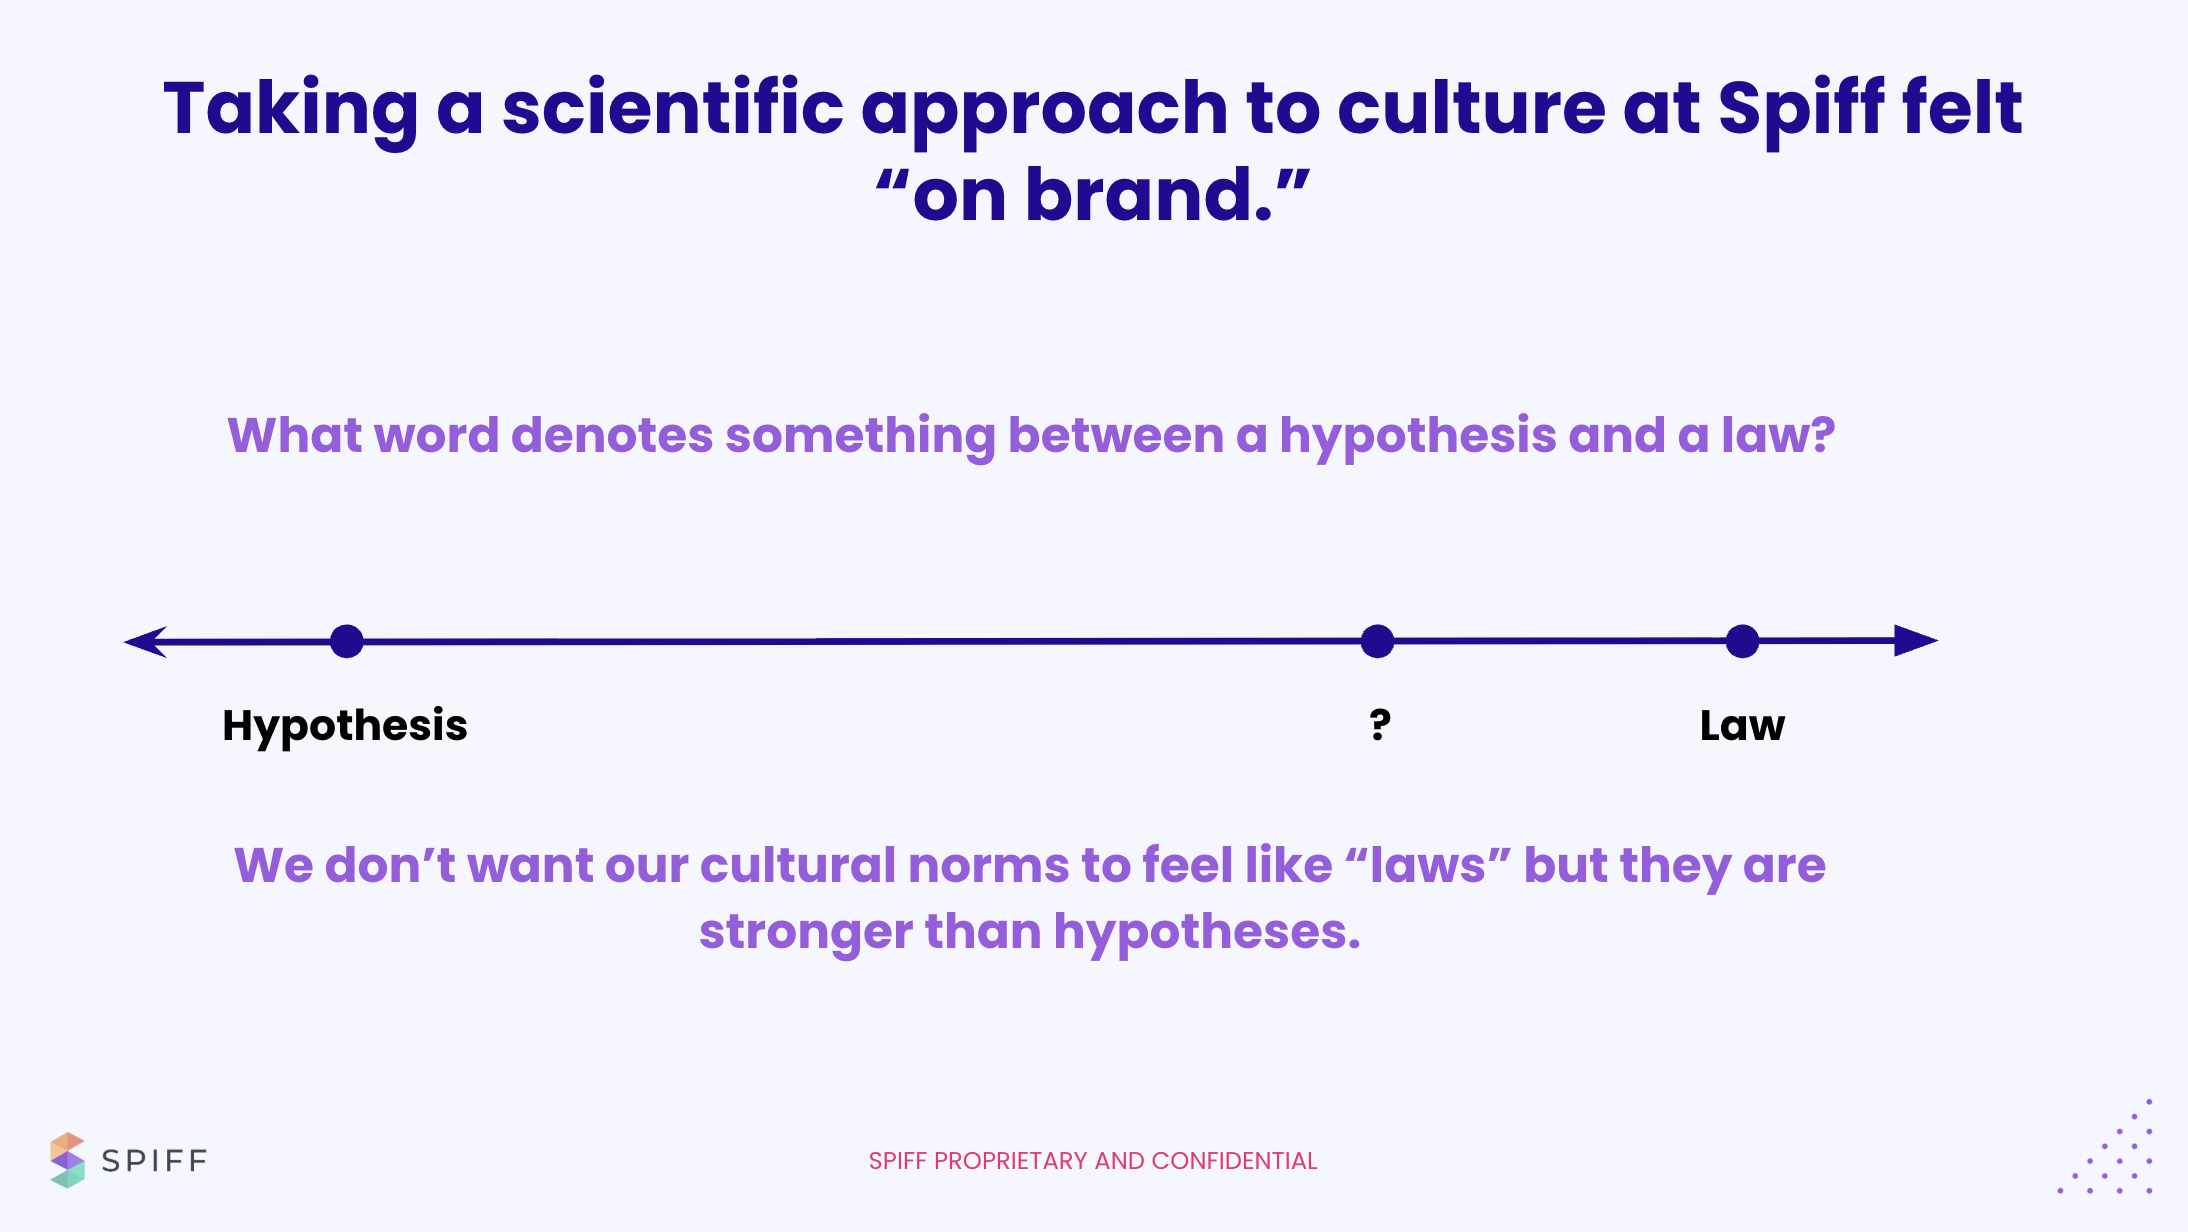 Taking a scientific approach to culture at Spiff felt
“on brand.”
What word denotes something between a hypothesis and a law?
Hypothesis
?
Law
We don’t want our cultural norms to feel like “laws” but they are
stronger than hypotheses.
SPIFF
SPIFF PROPRIETARY AND CONFIDENTIAL